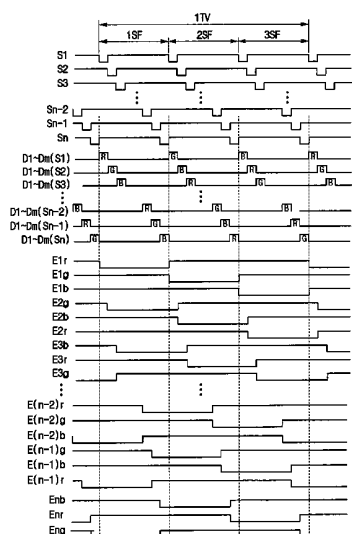 1TV
1SF 2SF 3SF
S1
S2
S3
Sn-2
Sn-1
Sn
D1~Dm(S1) R G B R
D1~Dm(S2) G B R G
D1~Dm(S3) B R G B
D1~Dm(Sn-2) B R G B
D1~Dm(Sn-1) R G B R
D1~Dm(Sn) G B R G
E1r
E1g
E1b
E2g
E2b
E2r
E3b
E3r
E3g
E(n-2)r
E(n-2)g
E(n-2)b
E(n-1)g
E(n-1)b
E(n-1)r
Enb
Enr
Eng